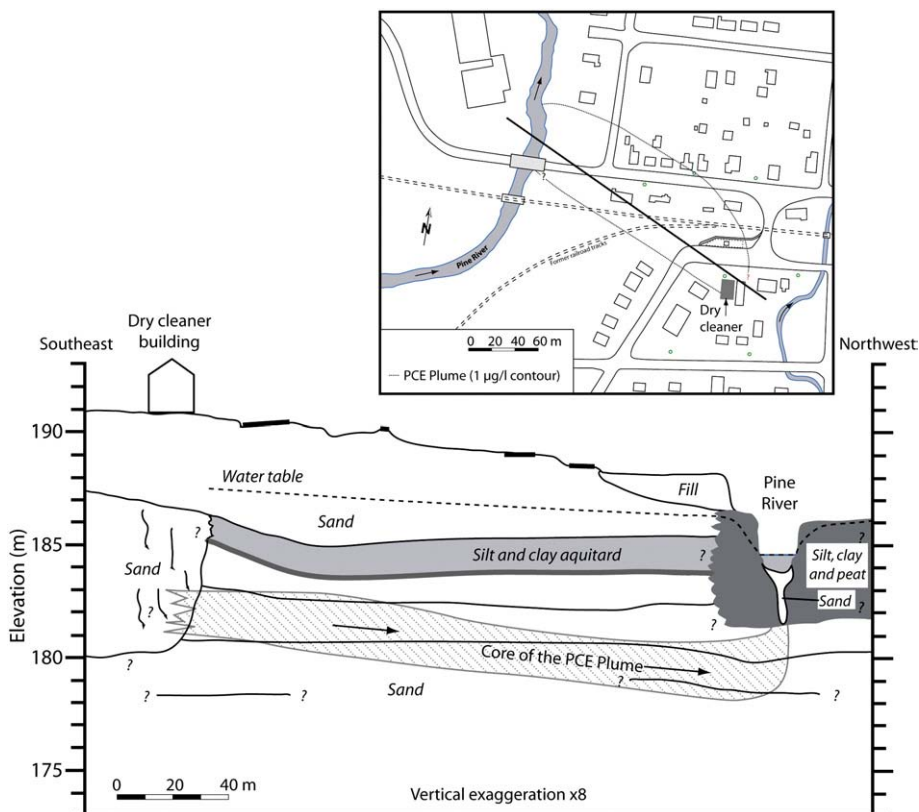 N
Pine River
Former railroad tracks
?
Dry
cleaner
0 20 40 60 m
— PCE Plume (1 µg/l contour)
Dry cleaner
building
Southeast
Northwest
190
185
180
175
Elevation (m)
Water table
Sand
Fill
Pine
River
Silt and clay aquitard
?
?
?
Silt, clay
and peat
Sand
?
Sand
?
?
Core of the PCE Plume
Sand
?
?
?
?
?
?
0 20 40 m
Vertical exaggeration x8